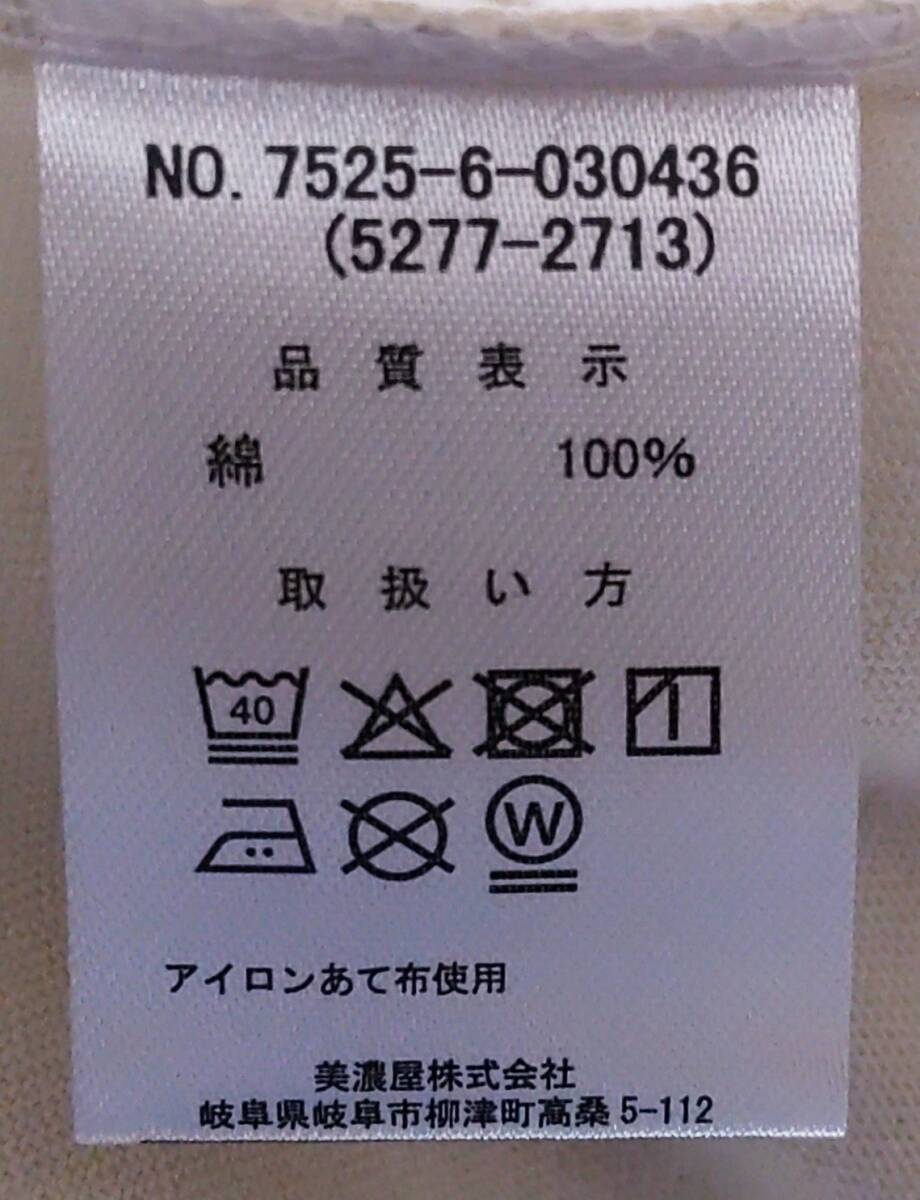 NO. 7525-6-030436
(5277-2713)
品質表示
綿 100%
取扱い方
40
W
アイロンあて布使用
美濃屋株式会社
岐阜県岐阜市柳津町高桑5-112